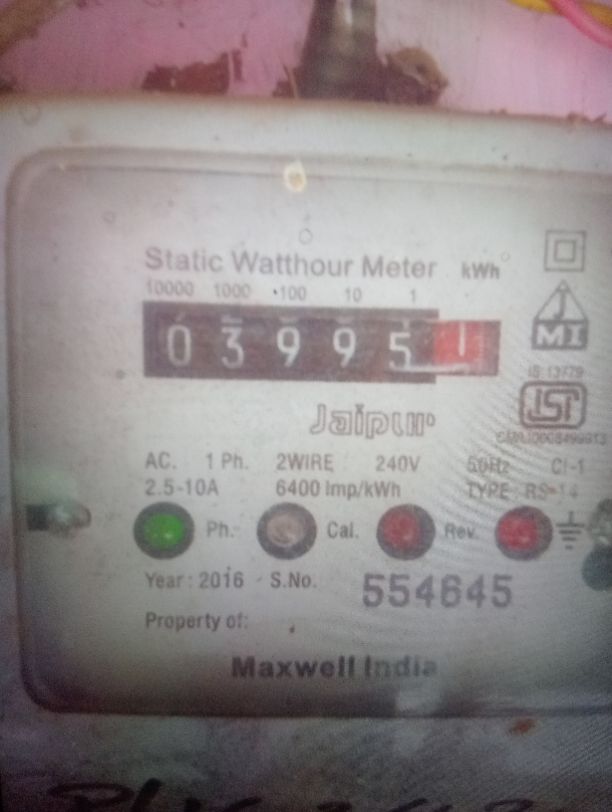 Static Watthour Meter kWh
10000 1000 100 10 1
0 3 9 9 5 1
J
MI
IS 13779
ISI
Jaipur
AC. 1 Ph. 2WIRE 240V 50Hz Cl-1
2.5-10A 6400 Imp/kWh TYPE : RS-14
Ph. Cal. Rev.
Year : 2016 S.No. 554645
Property of:
Maxwell India